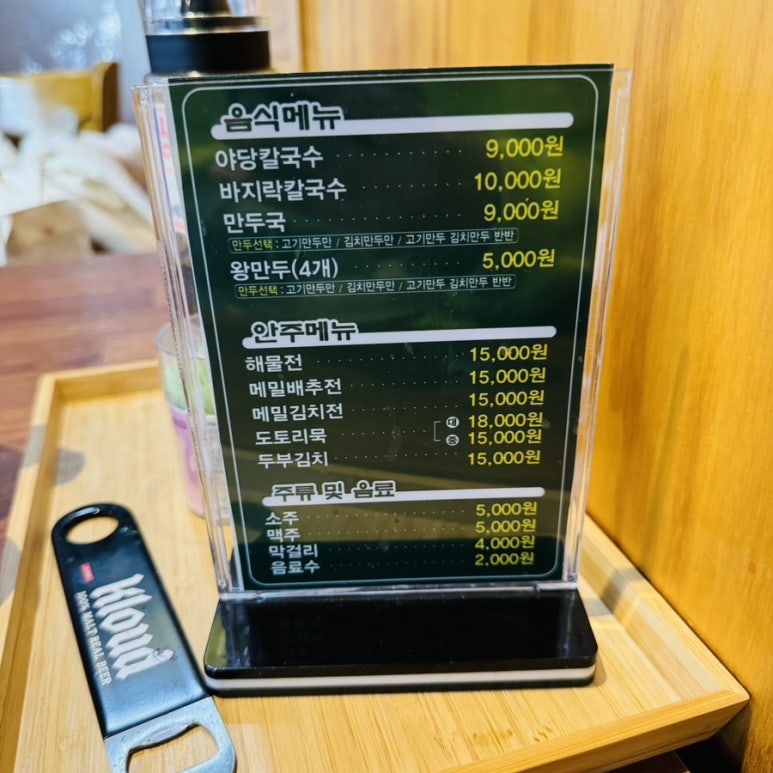 음식메뉴
야당칼국수 9,000원
바지락칼국수 10,000원
만두국 9,000원
만두선택 : 고기만두만 / 김치만두만 / 고기만두 김치만두 반반
왕만두(4개) 5,000원
만두선택 : 고기만두만 / 김치만두만 / 고기만두 김치만두 반반
안주메뉴
해물전 15,000원
메밀배추전 15,000원
메밀김치전 15,000원
도토리묵 대 18,000원
중 15,000원
두부김치 15,000원
주류 및 음료
소주 5,000원
맥주 5,000원
막걸리 4,000원
음료수 2,000원
Kloud
100% MALT REAL BEER